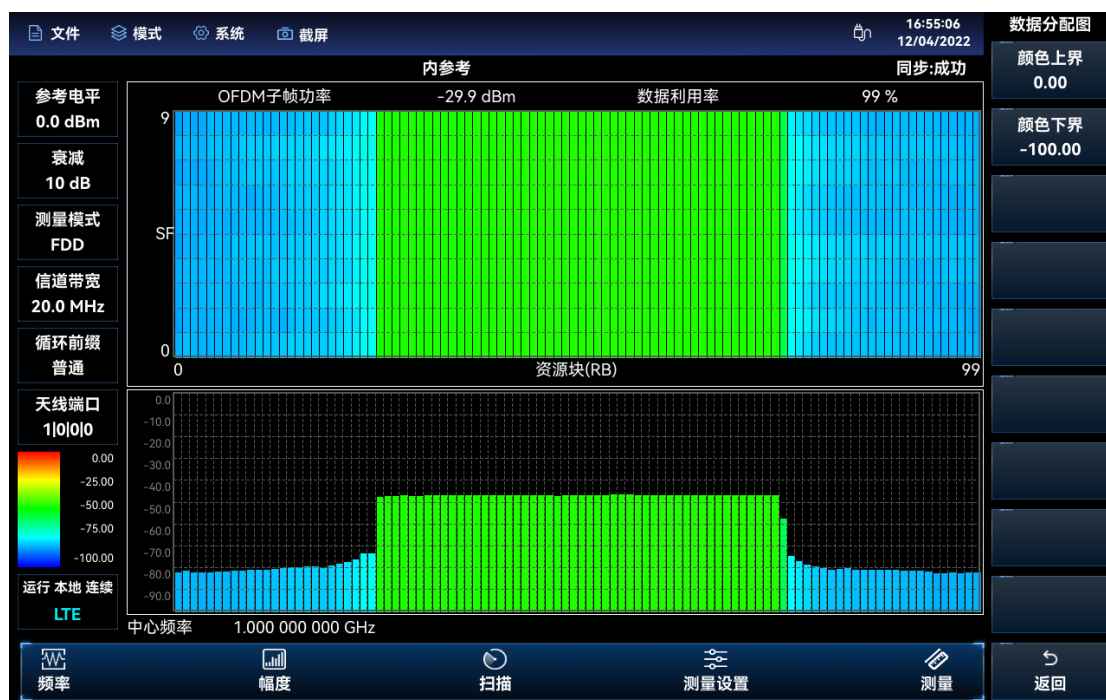 文件 模式 系统 截屏
16:55:06
12/04/2022
数据分配图
内参考 同步:成功
颜色上界
0.00
颜色下界
-100.00
参考电平
0.0 dBm
衰减
10 dB
测量模式
FDD
信道带宽
20.0 MHz
循环前缀
普通
天线端口
1|0|0|0
0.00
-25.00
-50.00
-75.00
-100.00
运行 本地 连续
LTE
OFDM子帧功率 -29.9 dBm 数据利用率 99 %
9
SF
0
0 资源块(RB) 99
0.0
-10.0
-20.0
-30.0
-40.0
-50.0
-60.0
-70.0
-80.0
-90.0
中心频率 1.000 000 000 GHz
频率 幅度 扫描 测量设置 测量 返回